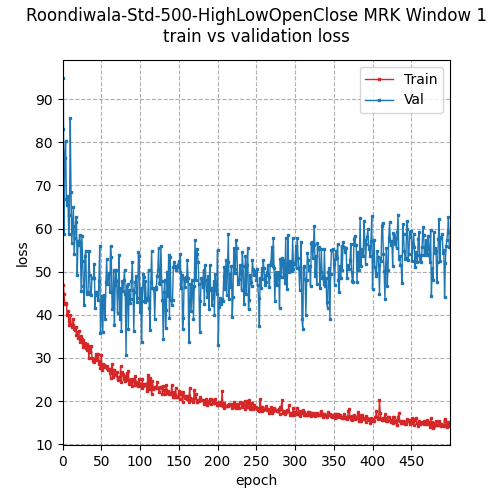 Roondiwala-Std-500-HighLowOpenClose MRK Window 1
train vs validation loss
Train
Val
90
80
70
60
50
40
30
20
10
loss
0 50 100 150 200 250 300 350 400 450
epoch